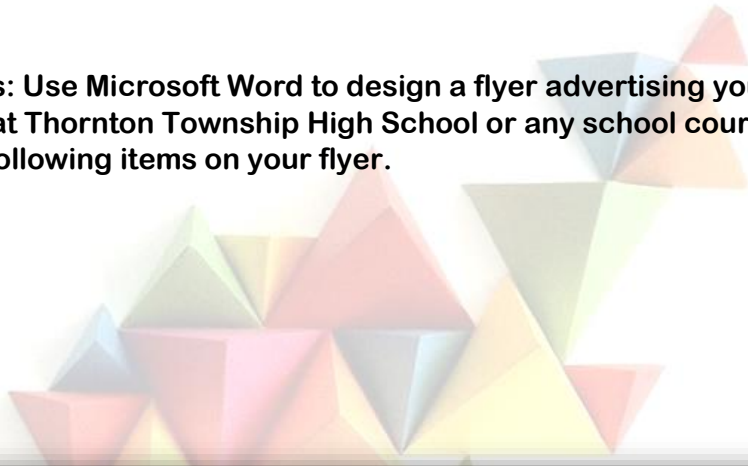 s: Use Microsoft Word to design a flyer advertising yo
at Thornton Township High School or any school cour
ollowing items on your flyer.